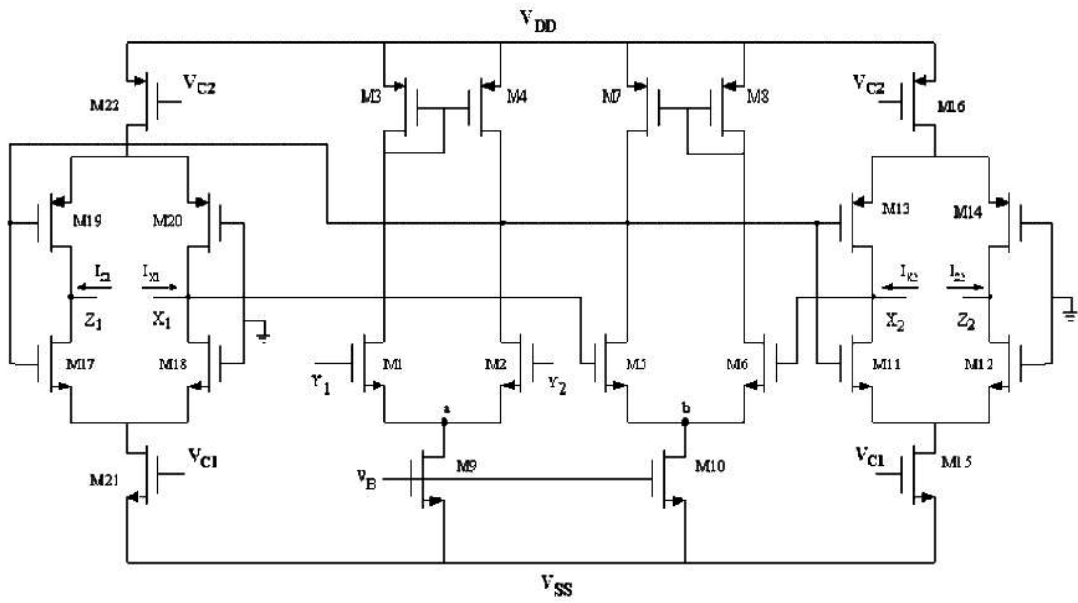 V_DD
V_C2
M22
M3
M4
M7
M8
V_C2
M16
M19
M20
M13
M14
I_Z1
I_X1
I_X2
I_Z2
Z_1
X_1
X_2
Z_2
M17
M18
M1
M2
M5
M6
M11
M12
Y_1
Y_2
a
b
V_C1
M21
V_B
M9
M10
V_C1
M15
V_SS